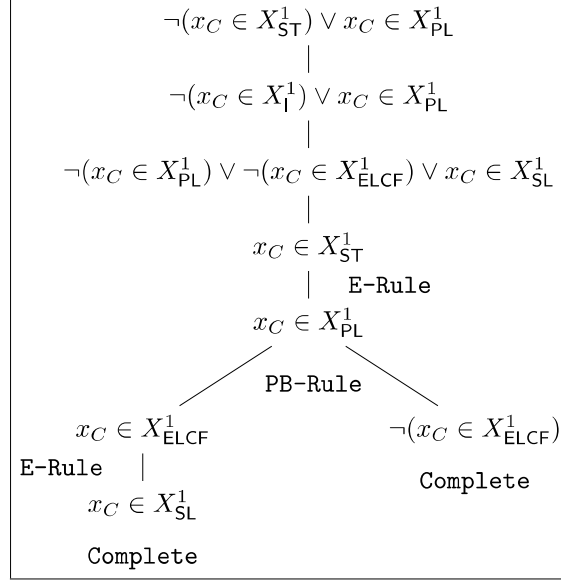 ¬(x_C ∈ X^1_ST) ∨ x_C ∈ X^1_PL
¬(x_C ∈ X^1_I) ∨ x_C ∈ X^1_PL
¬(x_C ∈ X^1_PL) ∨ ¬(x_C ∈ X^1_ELCF) ∨ x_C ∈ X^1_SL
x_C ∈ X^1_ST
E-Rule
x_C ∈ X^1_PL
PB-Rule
x_C ∈ X^1_ELCF
¬(x_C ∈ X^1_ELCF)
E-Rule
Complete
x_C ∈ X^1_SL
Complete